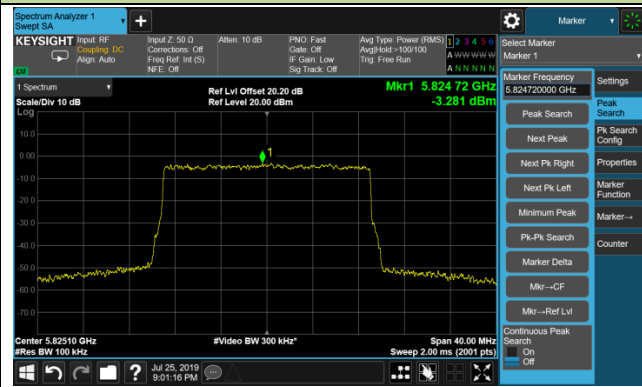 Spectrum Analyzer 1
Swept SA
Marker
KEYSIGHT
Input: RF
Coupling: DC
Align: Auto
Input Z: 50 Ω
Corrections: Off
Freq Ref: Int (S)
NFE: Off
Atten: 10 dB
PNO: Fast
Gate: Off
IF Gain: Low
Sig Track: Off
Avg Type: Power (RMS)
Avg|Hold:>100/100
Trig: Free Run
1 2 3 4 5 6
A W W W W W
A N N N N N
Select Marker
Marker 1
1 Spectrum
Scale/Div 10 dB
Log
Ref Lvl Offset 20.20 dB
Ref Level 20.00 dBm
Mkr1 5.824 72 GHz
-3.281 dBm
10.0
0.00
-10.0
-20.0
-30.0
-40.0
-50.0
-60.0
-70.0
1
Center 5.82510 GHz
#Res BW 100 kHz
#Video BW 300 kHz*
Span 40.00 MHz
Sweep 2.00 ms (2001 pts)
Marker Frequency
5.824720000 GHz
Peak Search
Next Peak
Next Pk Right
Next Pk Left
Minimum Peak
Pk-Pk Search
Marker Delta
Mkr→CF
Mkr→Ref Lvl
Continuous Peak
Search
On
Off
Settings
Peak
Search
Pk Search
Config
Properties
Marker
Function
Marker→
Counter
Jul 25, 2019
9:01:16 PM